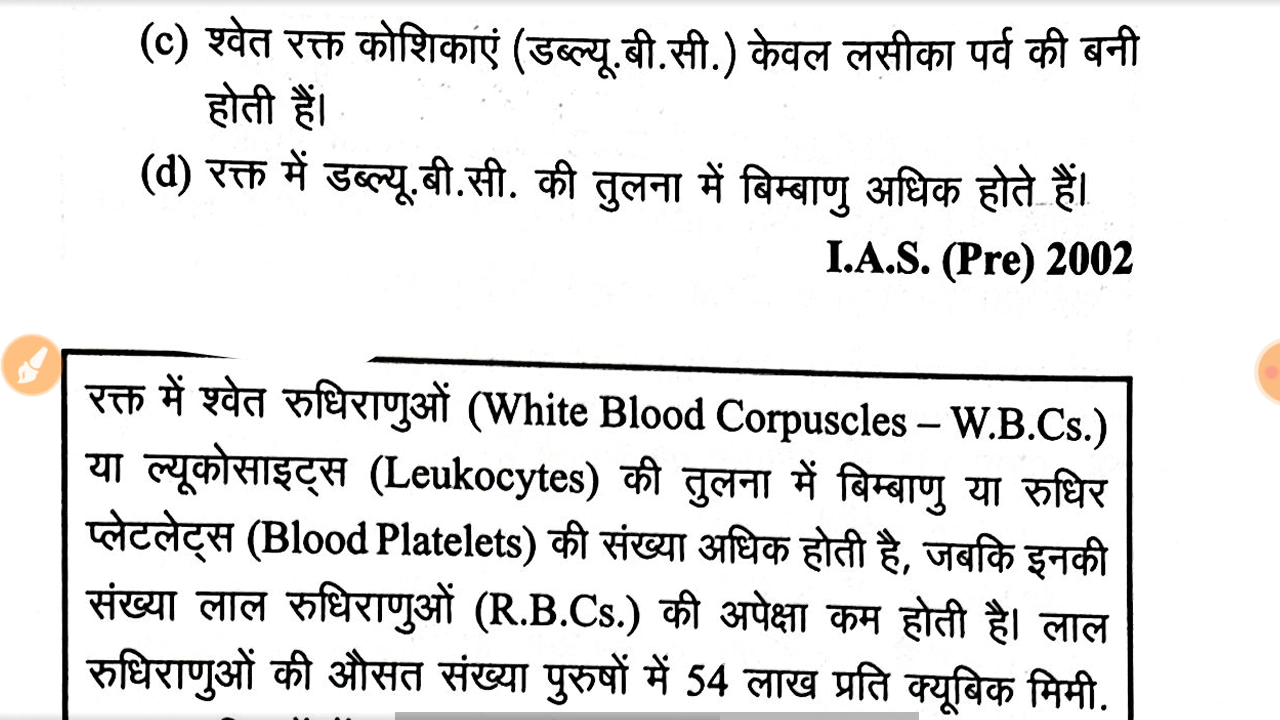 (c) श्वेत रक्त कोशिकाएं (डब्ल्यू.बी.सी.) केवल लसीका पर्व की बनी
होती हैं।
(d) रक्त में डब्ल्यू.बी.सी. की तुलना में बिम्बाणु अधिक होते हैं।
I.A.S. (Pre) 2002
रक्त में श्वेत रुधिराणुओं (White Blood Corpuscles – W.B.Cs.)
या ल्यूकोसाइट्स (Leukocytes) की तुलना में बिम्बाणु या रुधिर
प्लेटलेट्स (Blood Platelets) की संख्या अधिक होती है, जबकि इनकी
संख्या लाल रुधिराणुओं (R.B.Cs.) की अपेक्षा कम होती है। लाल
रुधिराणुओं की औसत संख्या पुरुषों में 54 लाख प्रति क्यूबिक मिमी.